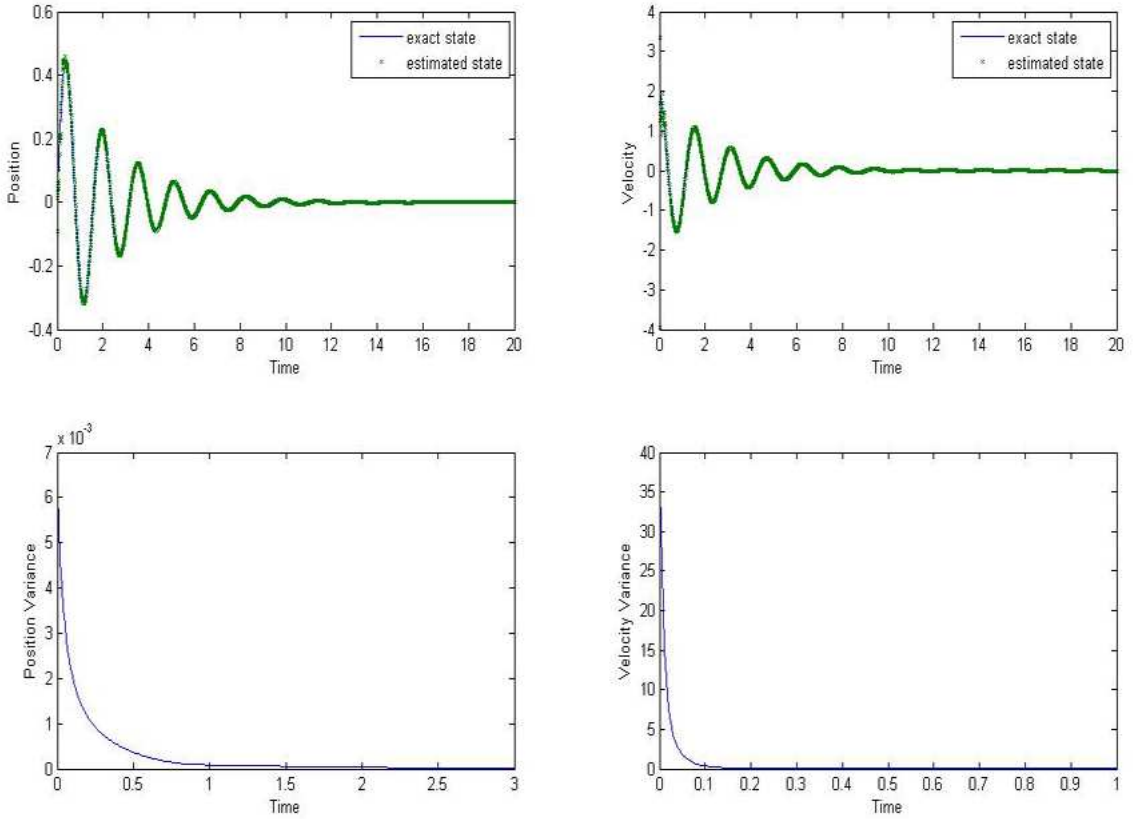 0.6
0.4
0.2
0
-0.2
-0.4
Position
exact state
estimated state
0 2 4 6 8 10 12 14 16 18 20
Time
4
3
2
1
0
-1
-2
-3
-4
Velocity
exact state
estimated state
0 2 4 6 8 10 12 14 16 18 20
Time
x 10-3
7
6
5
4
3
2
1
0
Position Variance
0 0.5 1 1.5 2 2.5 3
Time
40
35
30
25
20
15
10
5
0
Velocity Variance
0 0.1 0.2 0.3 0.4 0.5 0.6 0.7 0.8 0.9 1
Time